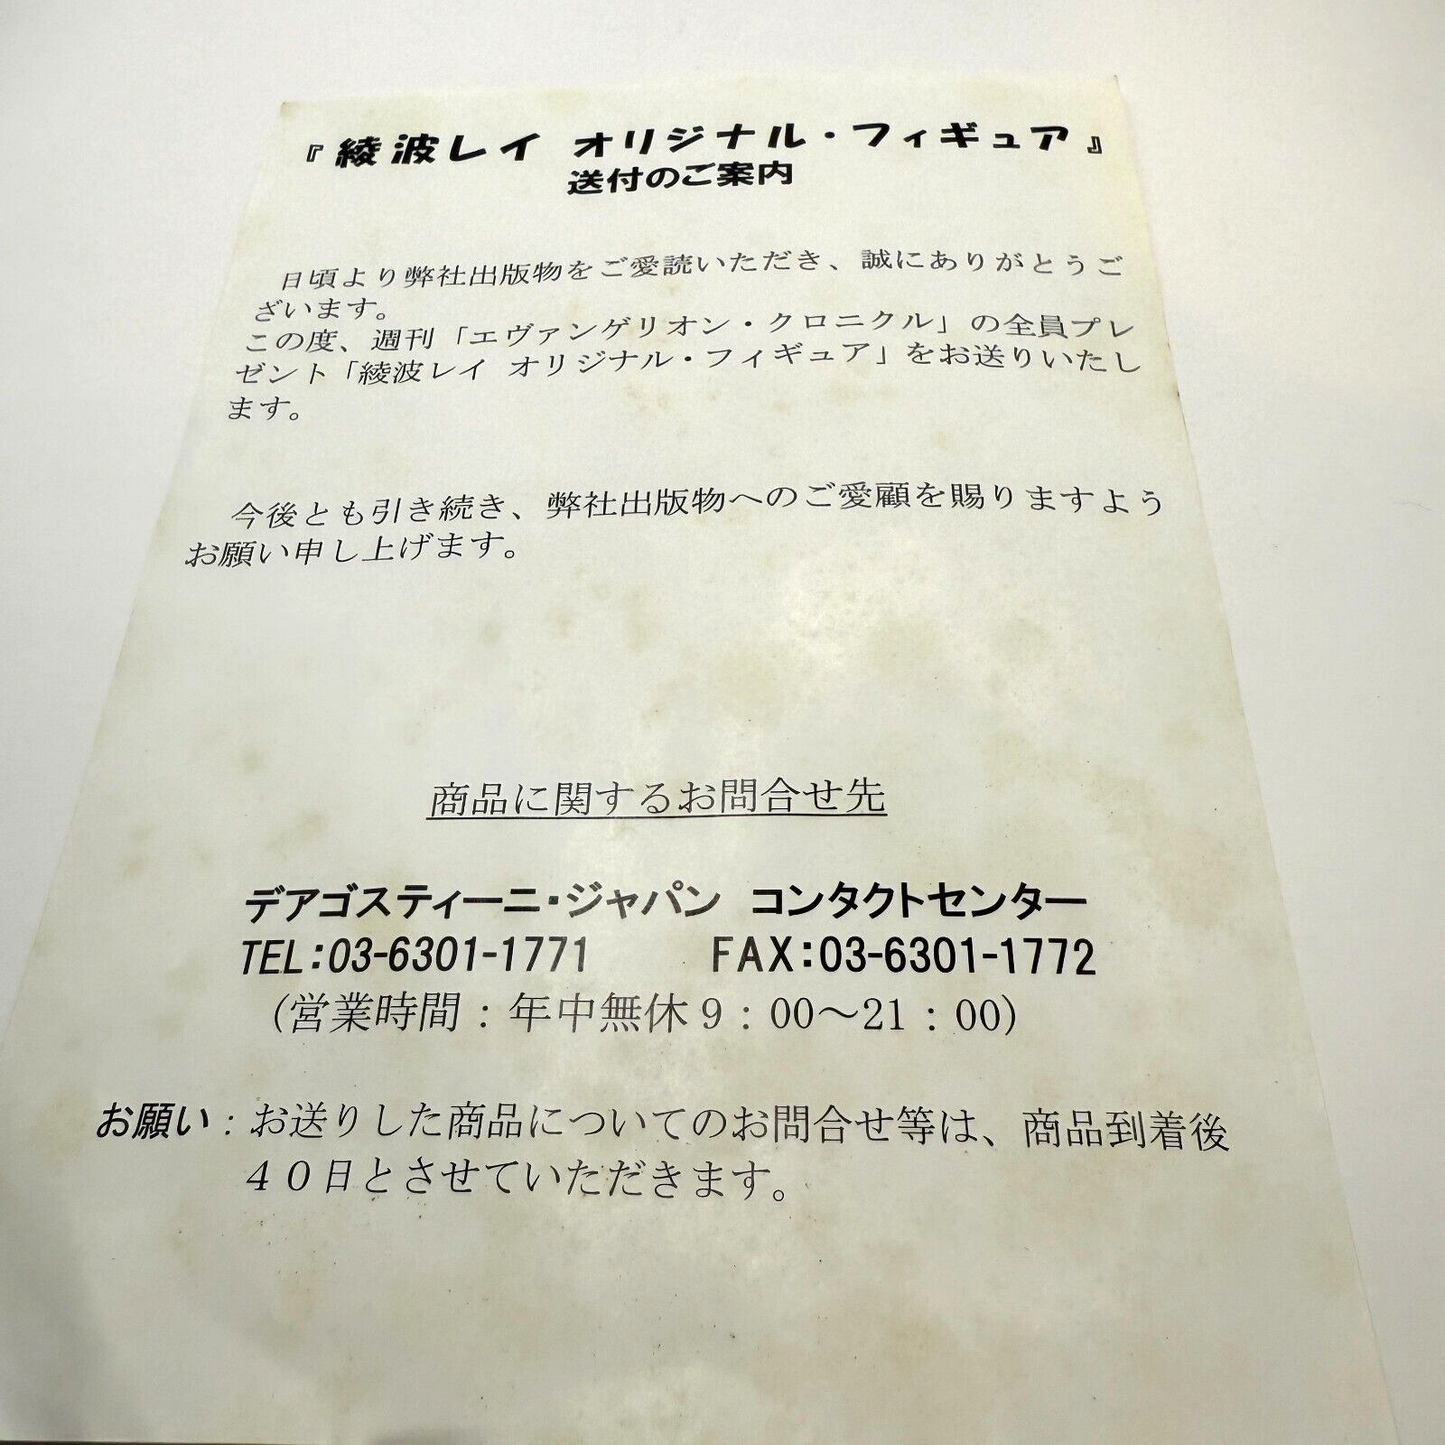 『綾波レイ オリジナル・フィギュア』
送付のご案内
日頃より弊社出版物をご愛読いただき、誠にありがとうご
ざいます。
この度、週刊「エヴァンゲリオン・クロニクル」の全員プレ
ゼント「綾波レイ オリジナル・フィギュア」をお送りいたし
ます。
今後とも引き続き、弊社出版物へのご愛顧を賜りますよう
お願い申し上げます。
商品に関するお問合せ先
デアゴスティーニ・ジャパン コンタクトセンター
TEL:03-6301-1771 FAX:03-6301-1772
(営業時間：年中無休９：00～21：00)
お願い：お送りした商品についてのお問合せ等は、商品到着後
４０日とさせていただきます。